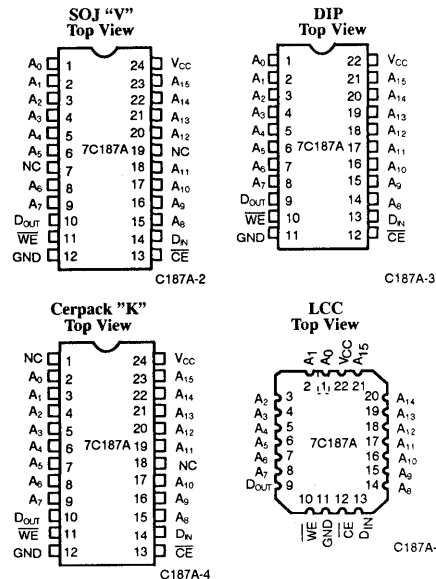 SOJ "V"
Top View
A0 1 24 VCC
A1 2 23 A15
A2 3 22 A14
A3 4 21 A13
A4 5 20 A12
A5 6 7C187A 19 NC
NC 7 18 A11
A6 8 17 A10
A7 9 16 A9
DOUT 10 15 A8
WE 11 14 DIN
GND 12 13 CE
C187A-2
DIP
Top View
A0 1 22 VCC
A1 2 21 A15
A2 3 20 A14
A3 4 19 A13
A4 5 18 A12
A5 6 7C187A 17 A11
A6 7 16 A10
A7 8 15 A9
DOUT 9 14 A8
WE 10 13 DIN
GND 11 12 CE
C187A-3
Cerpack "K"
Top View
NC 1 24 VCC
A0 2 23 A15
A1 3 22 A14
A2 4 21 A13
A3 5 20 A12
A4 6 7C187A 19 A11
A5 7 18 NC
A6 8 17 A10
A7 9 16 A9
DOUT 10 15 A8
WE 11 14 DIN
GND 12 13 CE
C187A-4
LCC
Top View
A1 A0 VCC A15
2 1 22 21
A2 3 20 A14
A3 4 19 A13
A4 5 18 A12
A5 6 7C187A 17 A11
A6 7 16 A10
A7 8 15 A9
DOUT 9 14 A8
10 11 12 13
WE GND CE DIN
C187A-